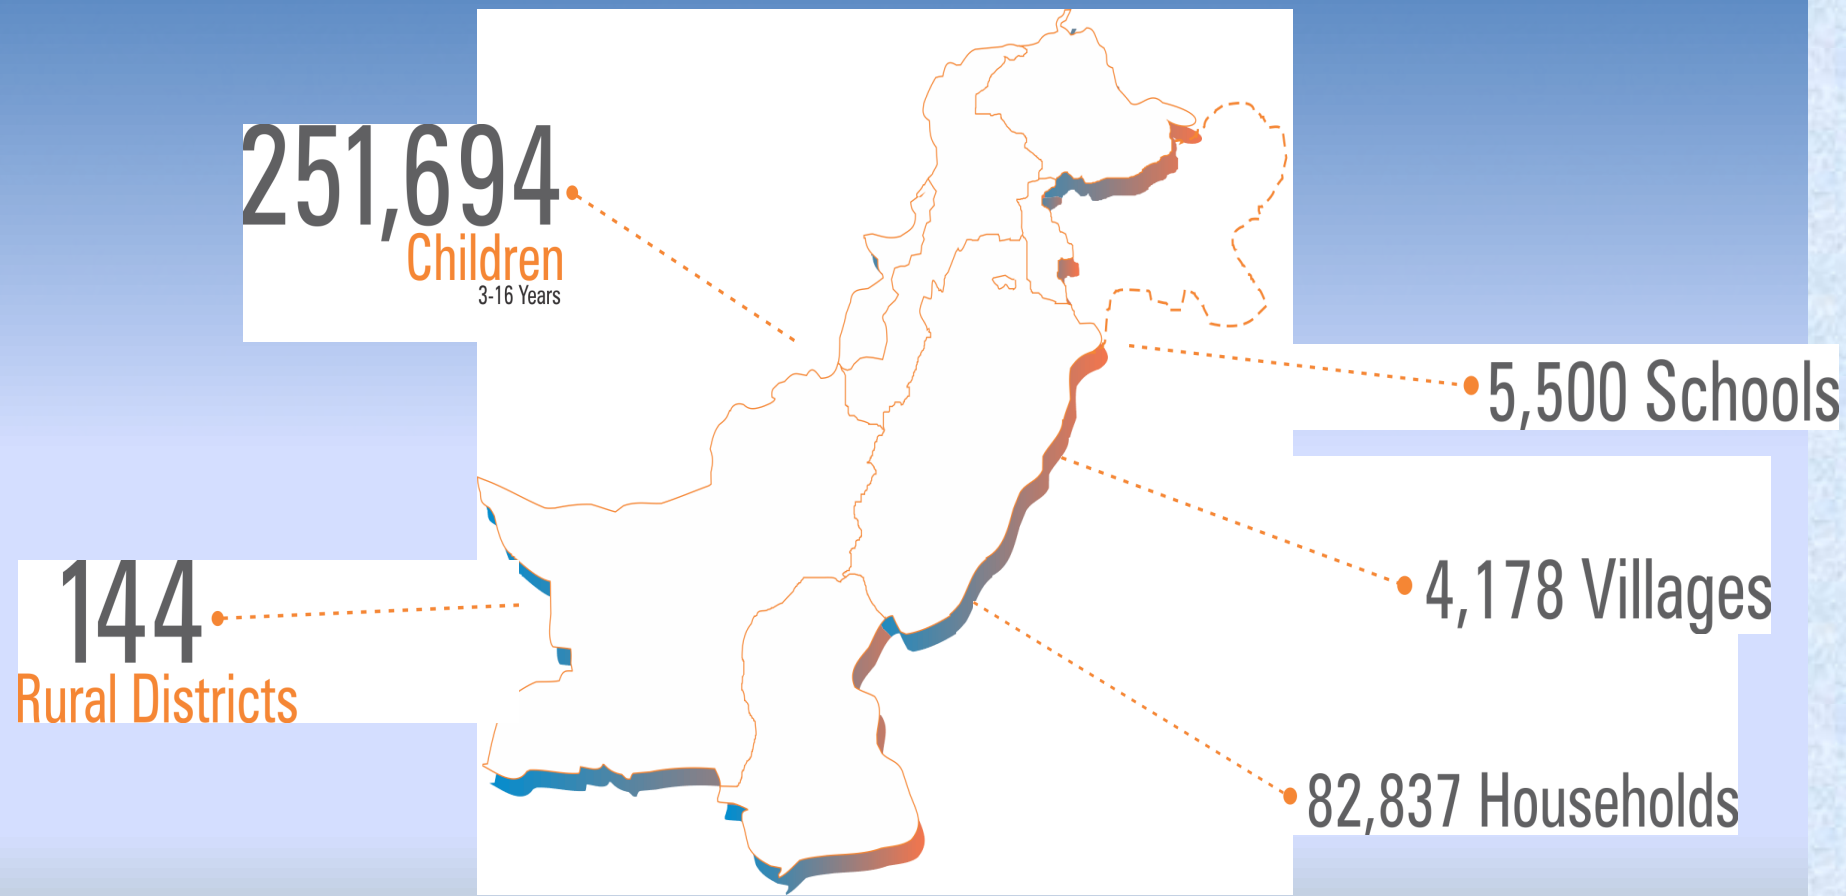 251,694
Children
3-16 Years
5,500 Schools
4,178 Villages
144
Rural Districts
82,837 Households